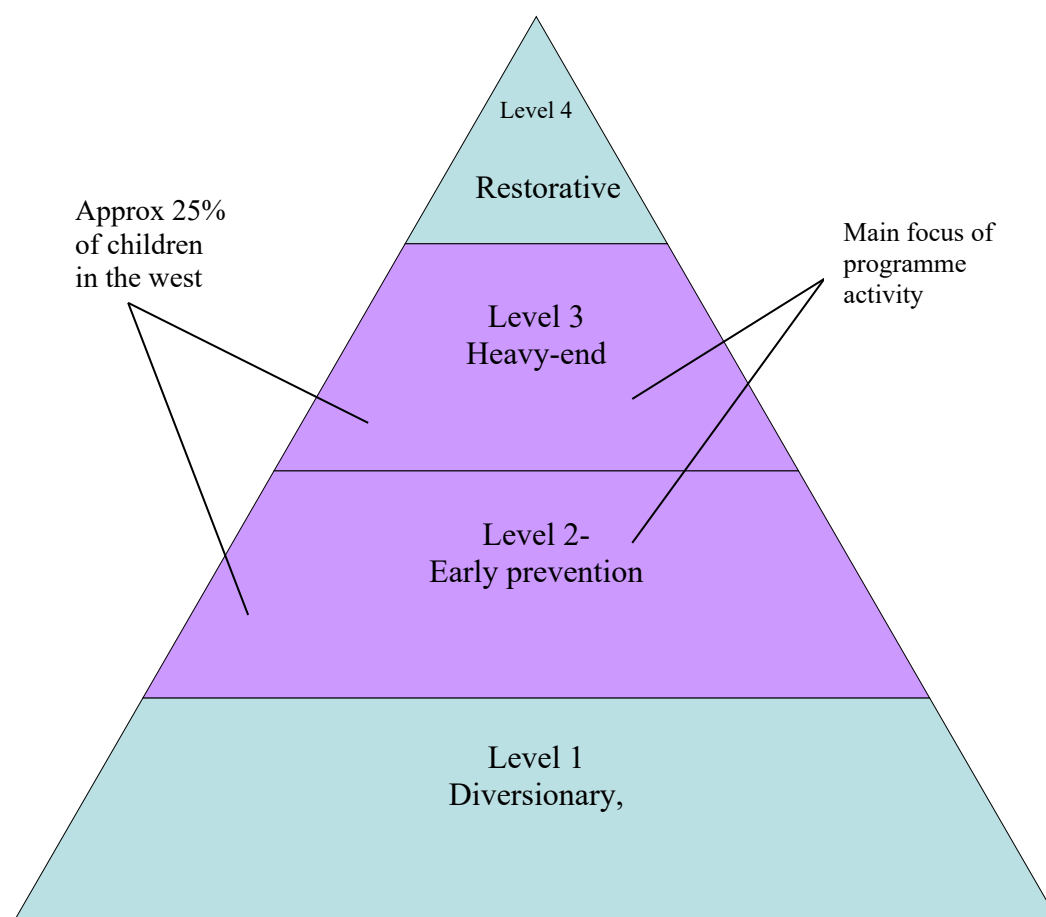 Level 4
Restorative
Approx 25%
of children
in the west
Main focus of
programme
activity
Level 3
Heavy-end
Level 2-
Early prevention
Level 1
Diversionary,